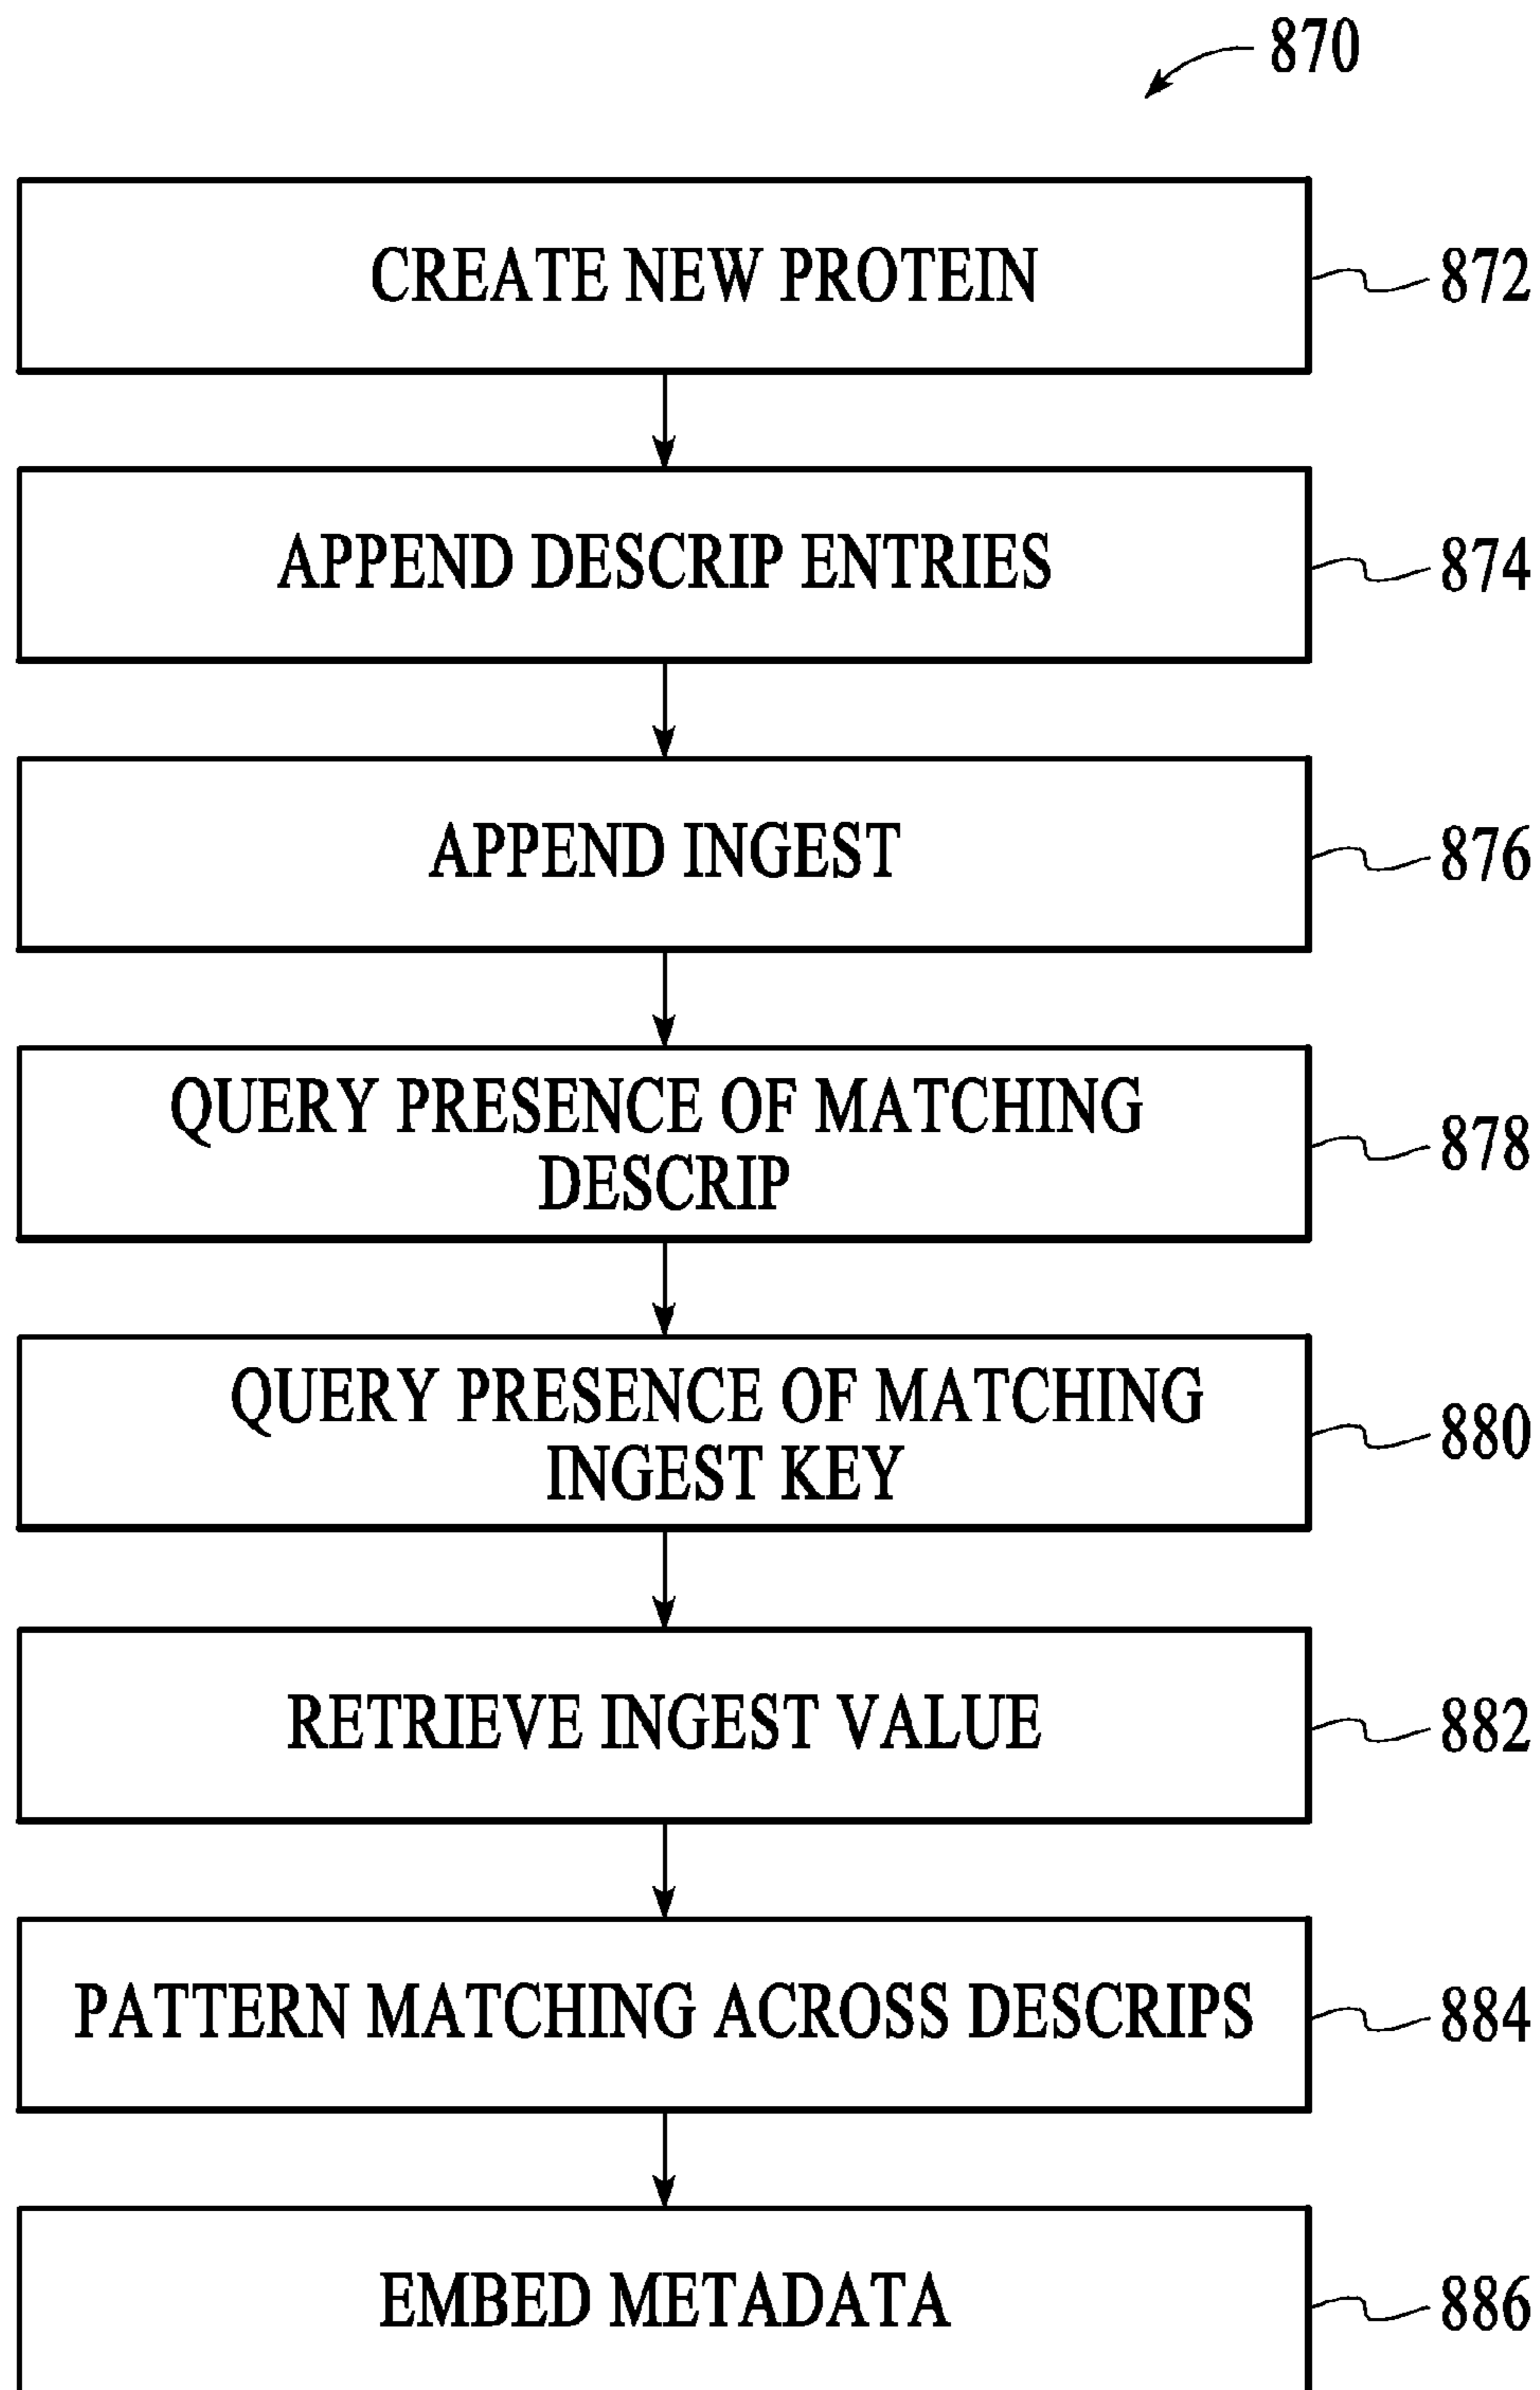 870
CREATE NEW PROTEIN
872
APPEND DESCRIP ENTRIES
874
APPEND INGEST
876
QUERY PRESENCE OF MATCHING
DESCRIP
878
QUERY PRESENCE OF MATCHING
INGEST KEY
880
RETRIEVE INGEST VALUE
882
PATTERN MATCHING ACROSS DESCRIPS
884
EMBED METADATA
886